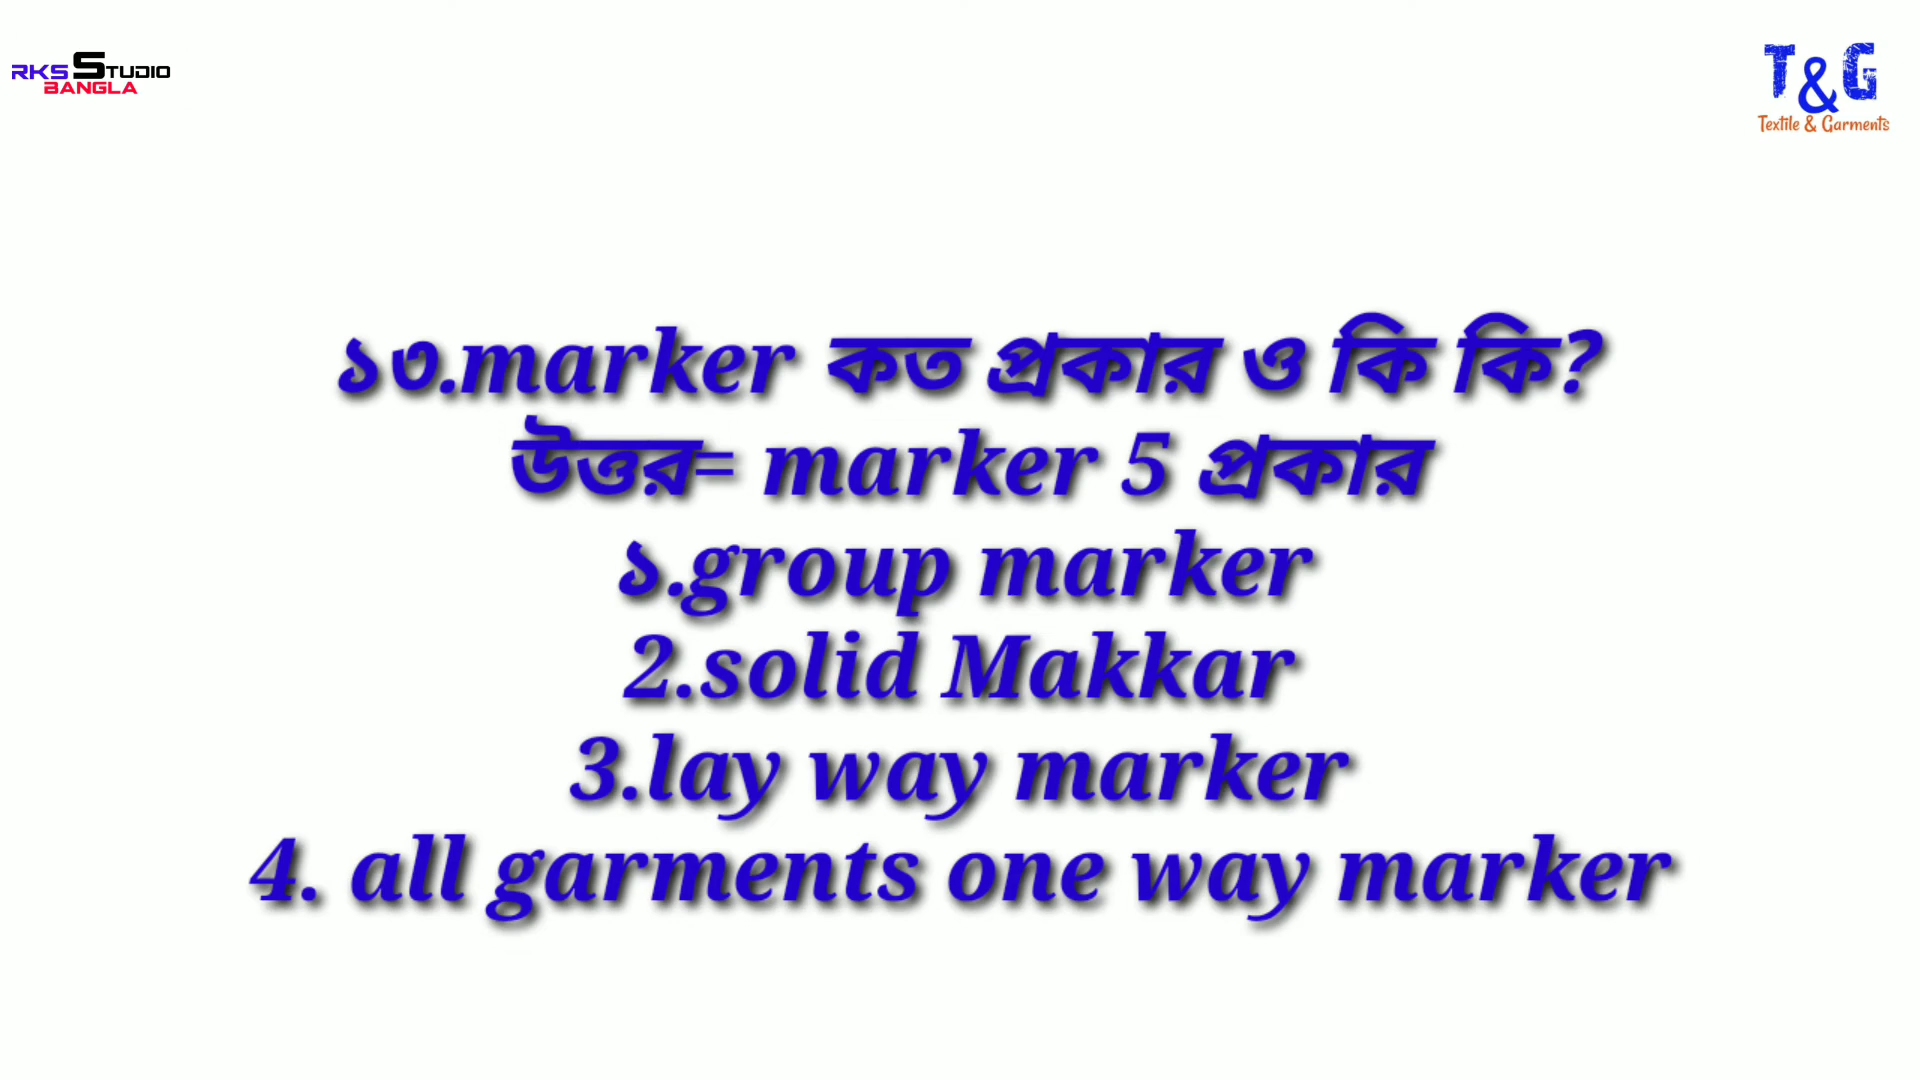 RKS STUDIO
BANGLA
T&G
Textile & Garments
১৩.marker কত প্রকার ও কি কি?
উত্তর= marker 5 প্রকার
১.group marker
2.solid Makkar
3.lay way marker
4. all garments one way marker